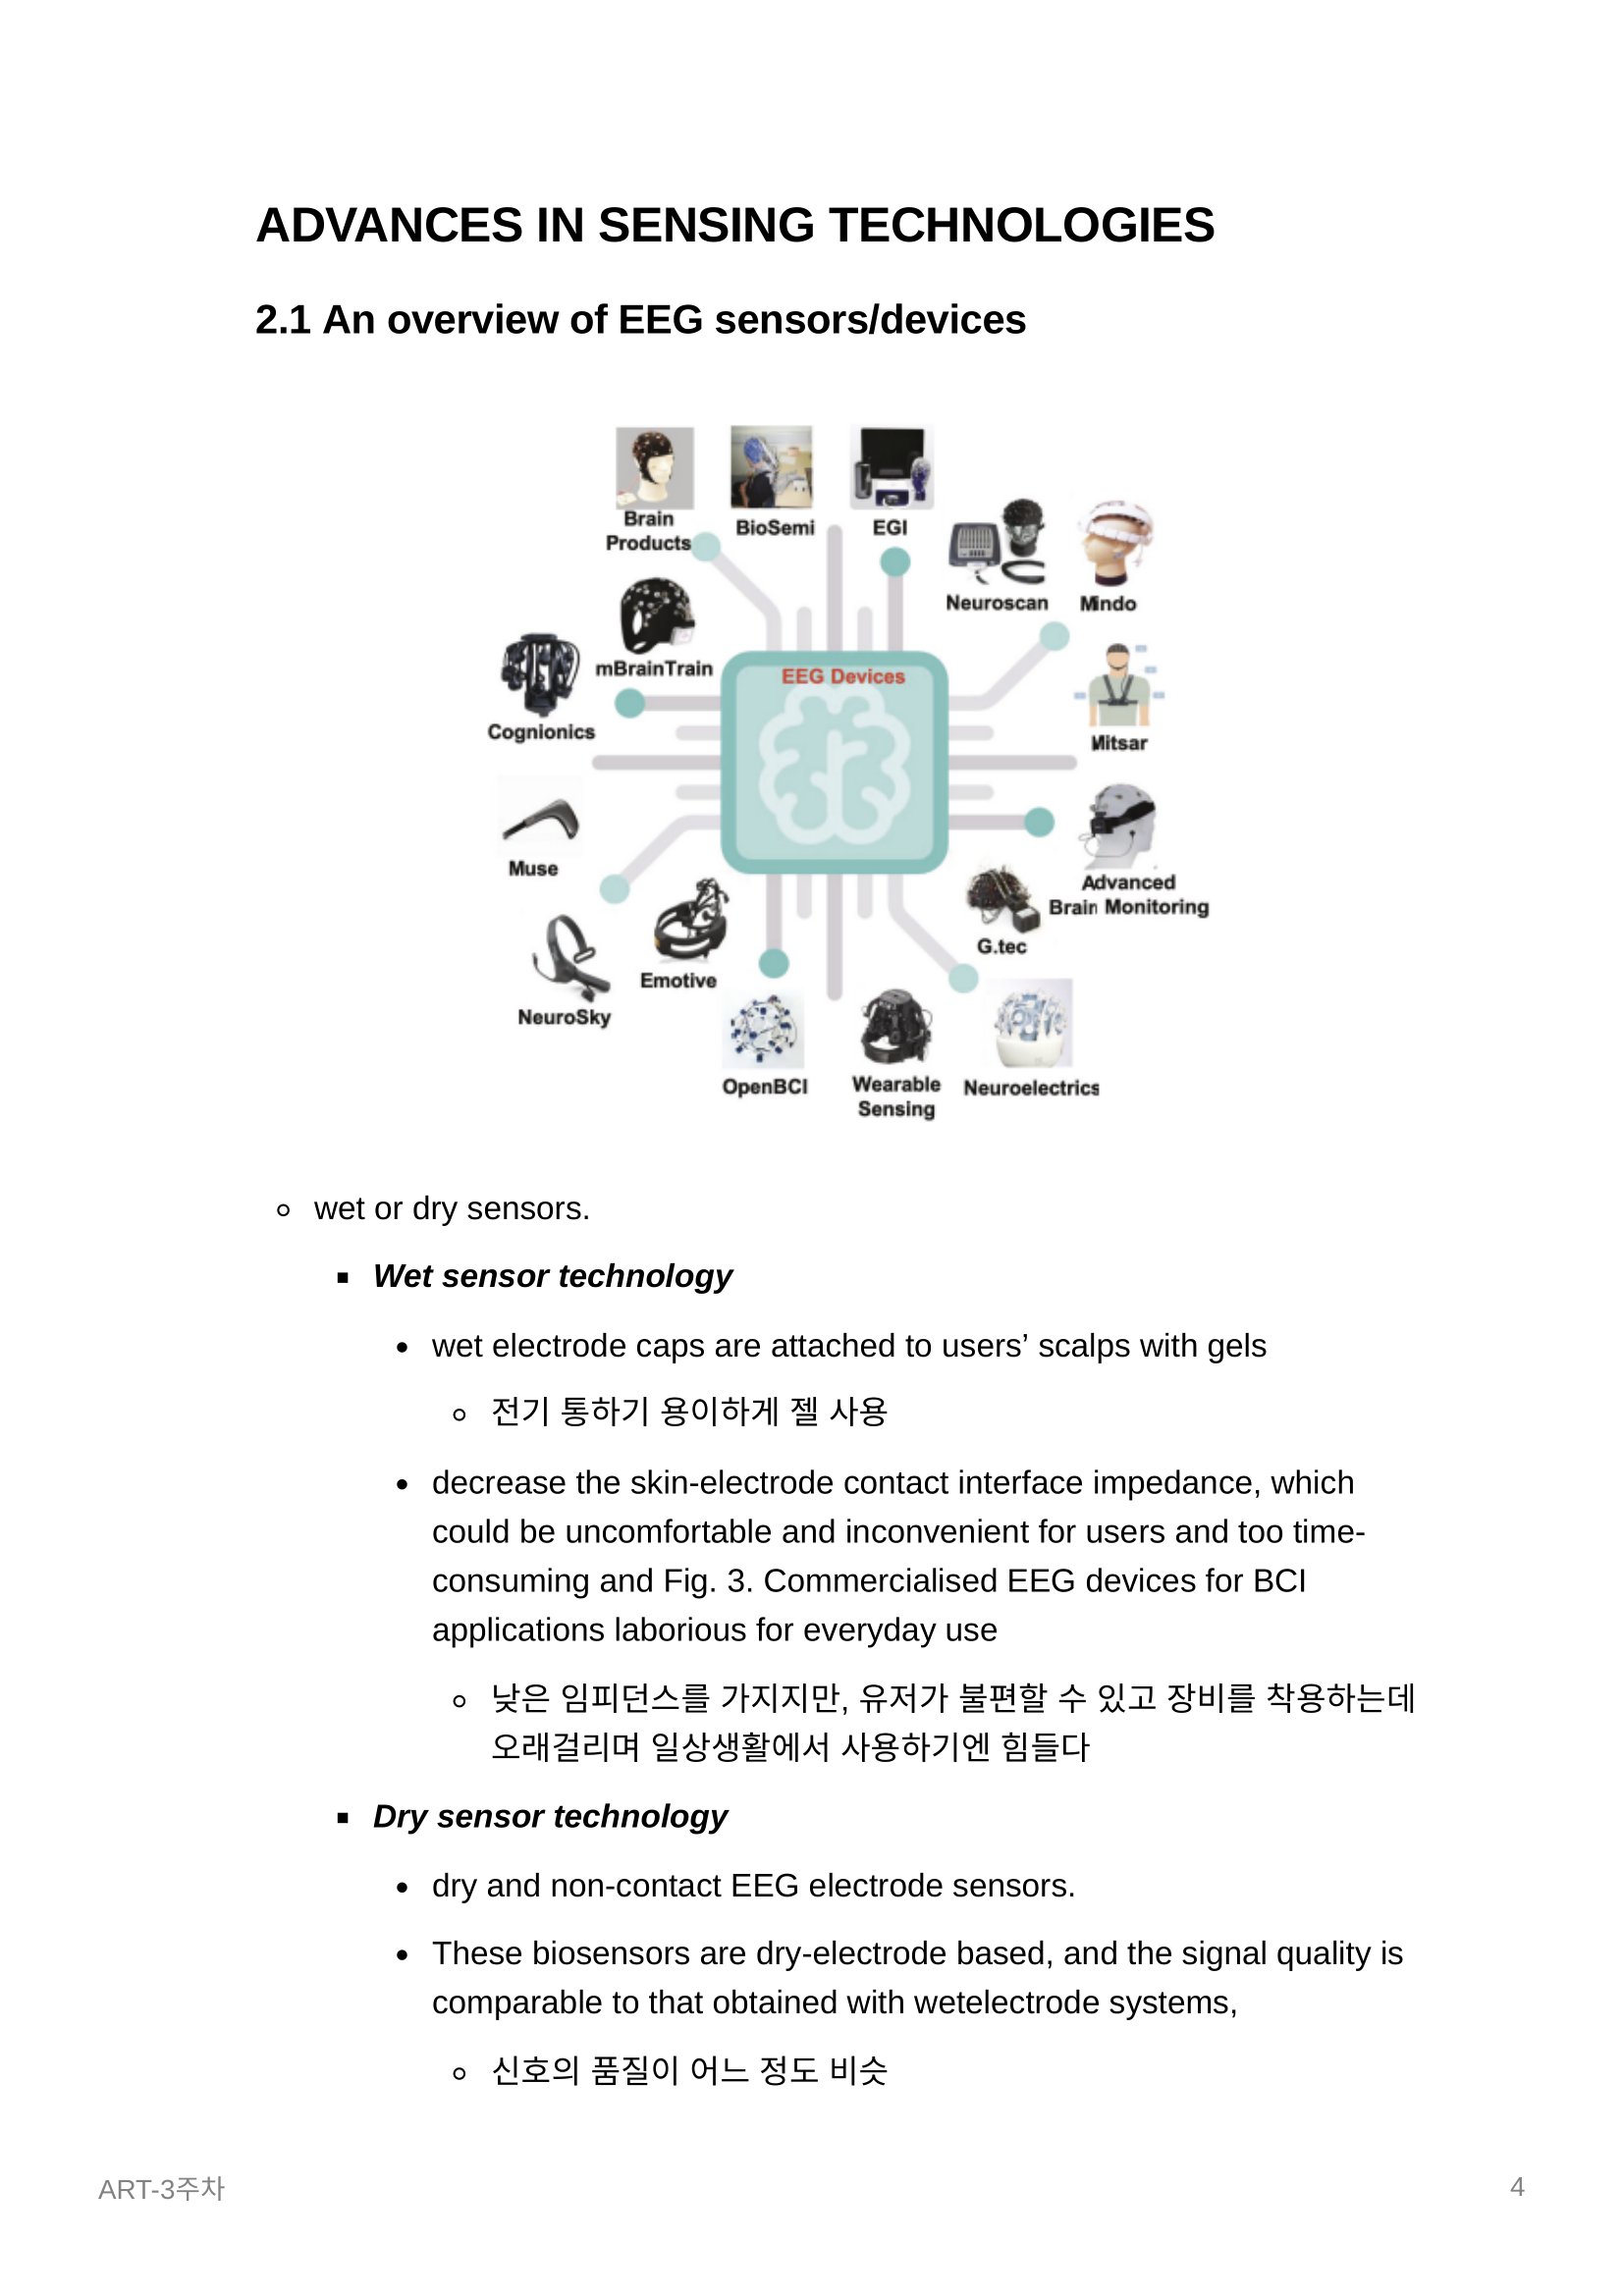 ADVANCES IN SENSING TECHNOLOGIES
2.1 An overview of EEG sensors/devices
Brain
Products
BioSemi
EGI
Neuroscan
Mindo
mBrainTrain
EEG Devices
Cognionics
Mitsar
Muse
Advanced
Brain Monitoring
G.tec
Emotive
NeuroSky
OpenBCI
Wearable
Sensing
Neuroelectrics
wet or dry sensors.
Wet sensor technology
wet electrode caps are attached to users’ scalps with gels
전기 통하기 용이하게 젤 사용
decrease the skin-electrode contact interface impedance, which
could be uncomfortable and inconvenient for users and too time-
consuming and Fig. 3. Commercialised EEG devices for BCI
applications laborious for everyday use
낮은 임피던스를 가지지만, 유저가 불편할 수 있고 장비를 착용하는데
오래걸리며 일상생활에서 사용하기엔 힘들다
Dry sensor technology
dry and non-contact EEG electrode sensors.
These biosensors are dry-electrode based, and the signal quality is
comparable to that obtained with wetelectrode systems,
신호의 품질이 어느 정도 비슷
ART-3주차
4